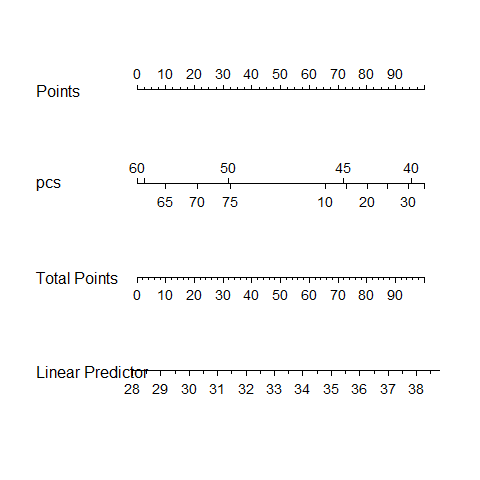 0 10 20 30 40 50 60 70 80 90
Points
60 50 45 40
pcs
65 70 75 10 20 30
Total Points
0 10 20 30 40 50 60 70 80 90
Linear Predictor
28 29 30 31 32 33 34 35 36 37 38